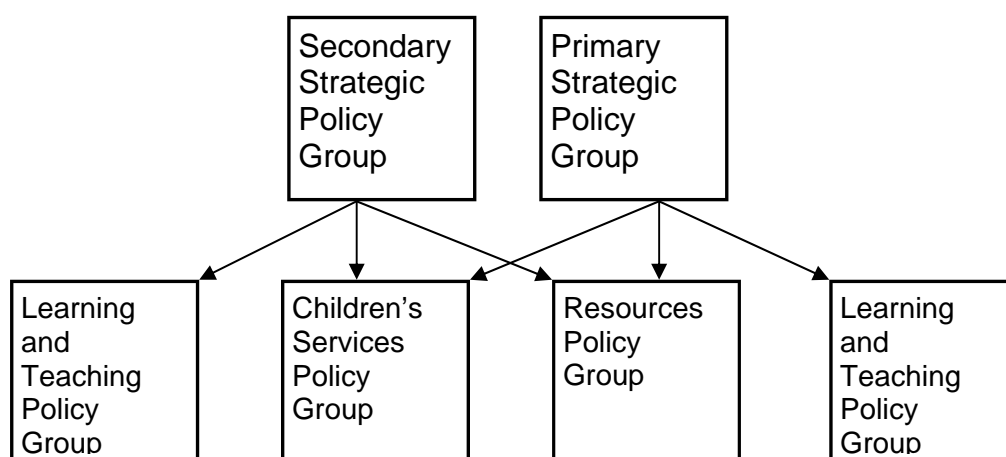 Secondary
Strategic
Policy
Group
Primary
Strategic
Policy
Group
Learning
and
Teaching
Policy
Group
Children’s
Services
Policy
Group
Resources
Policy
Group
Learning
and
Teaching
Policy
Group